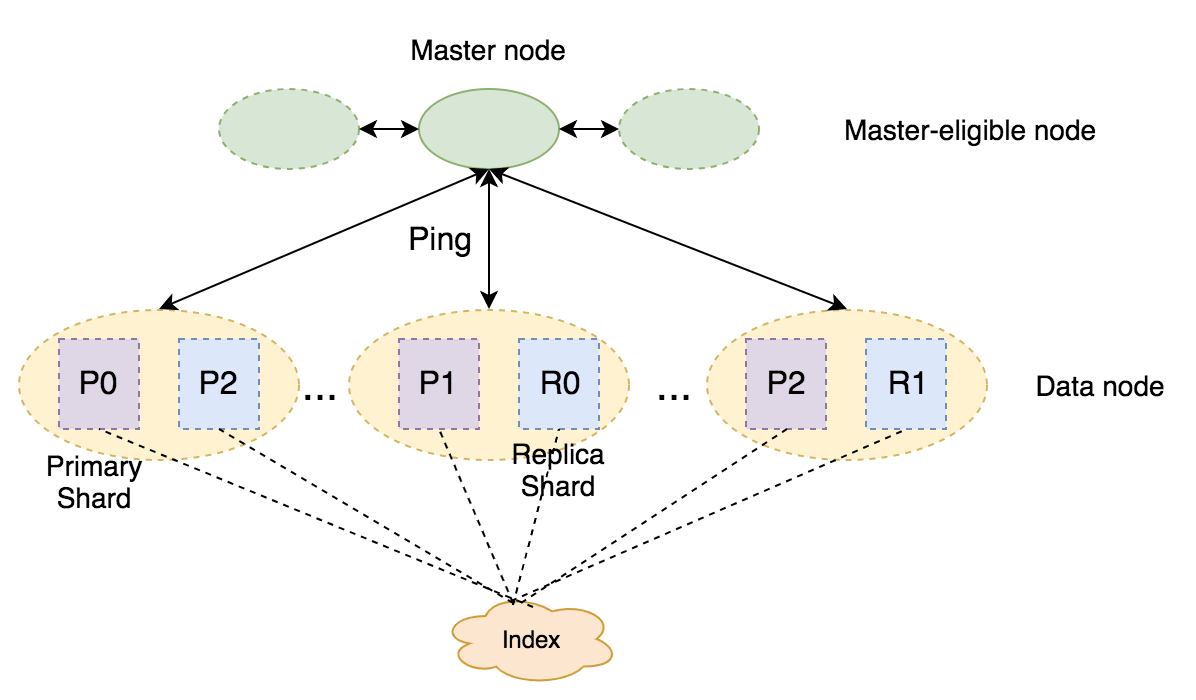 Master node
Master-eligible node
Ping
P0
P2
...
P1
R0
...
P2
R1
Data node
Primary
Shard
Replica
Shard
Index